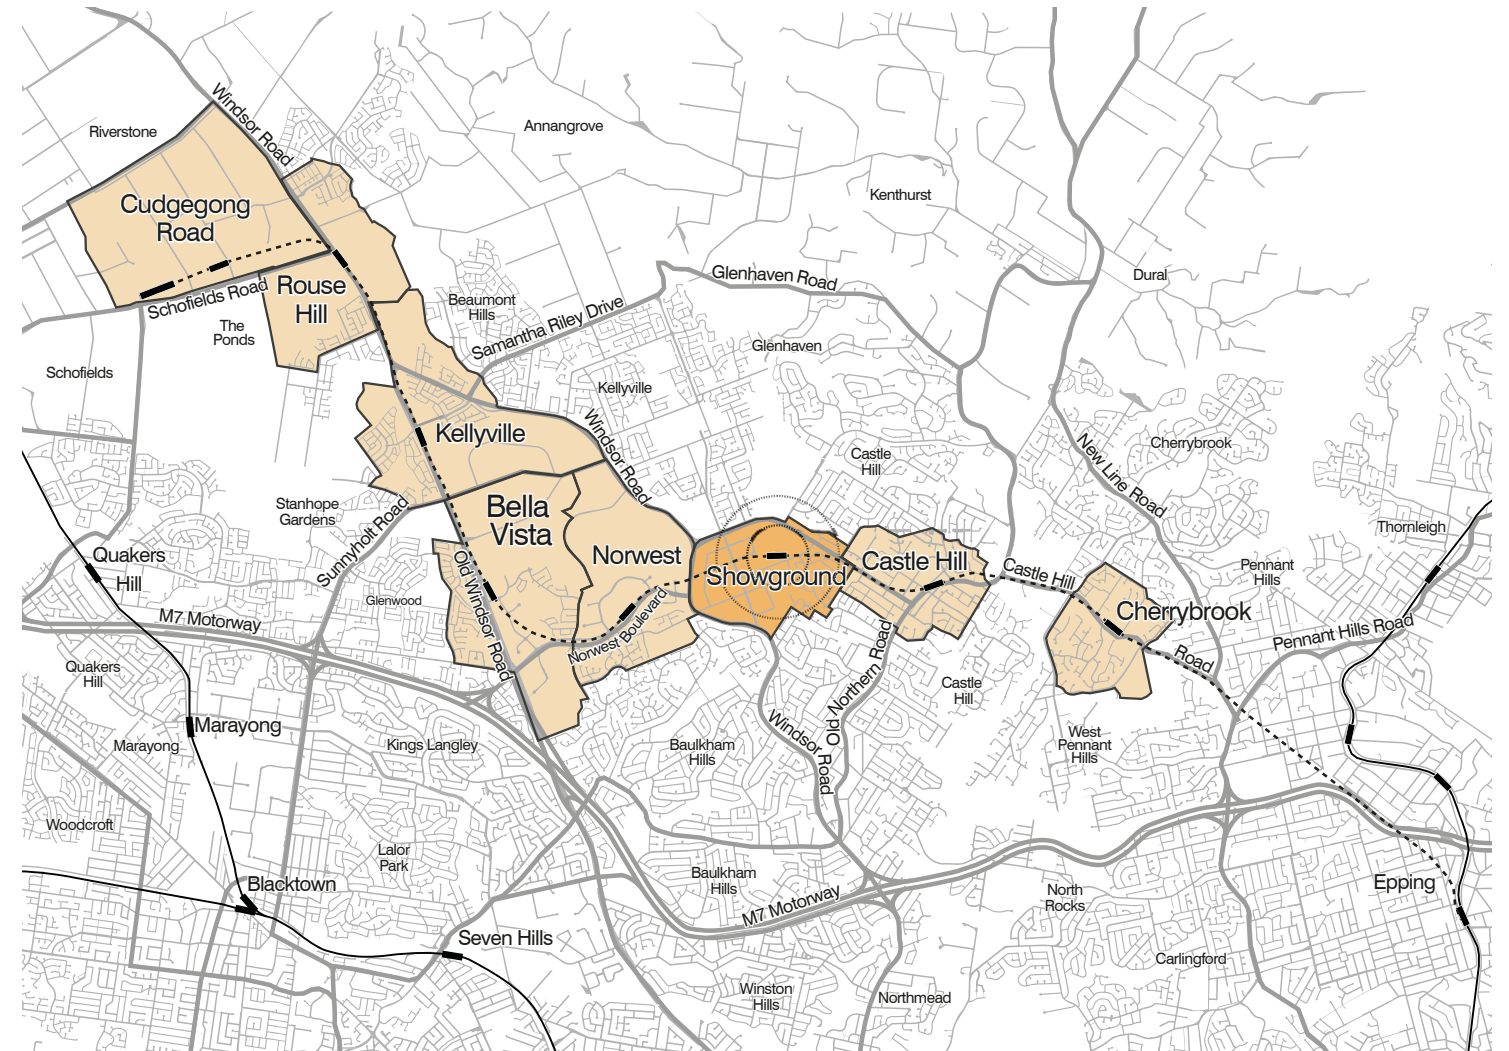 Windsor Road
Riverstone
Annangrove
Cudgegong
Road
Kenthurst
Rouse
Hill
Schofields Road
The
Ponds
Beaumont
Hills
Samantha Riley Drive
Glenhaven Road
Dural
Schofields
Glenhaven
Kellyville
Kellyville
Windsor Road
Castle
Hill
New Line Road
Cherrybrook
Stanhope
Gardens
Bella
Vista
Thornleigh
Quakers
Hill
Sunnyholt Road
Norwest
Showground
Castle Hill
Castle Hill
Road
Pennant
Hills
Glenwood
Old Windsor Road
Norwest Boulevard
Cherrybrook
M7 Motorway
Pennant Hills Road
Quakers
Hill
Old Northern Road
Castle
Hill
Marayong
Marayong
Kings Langley
Baulkham
Hills
Windsor Road
West
Pennant
Hills
Woodcroft
Lalor
Park
Blacktown
Baulkham
Hills
M7 Motorway
North
Rocks
Epping
Seven Hills
Carlingford
Winston
Hills
Northmead